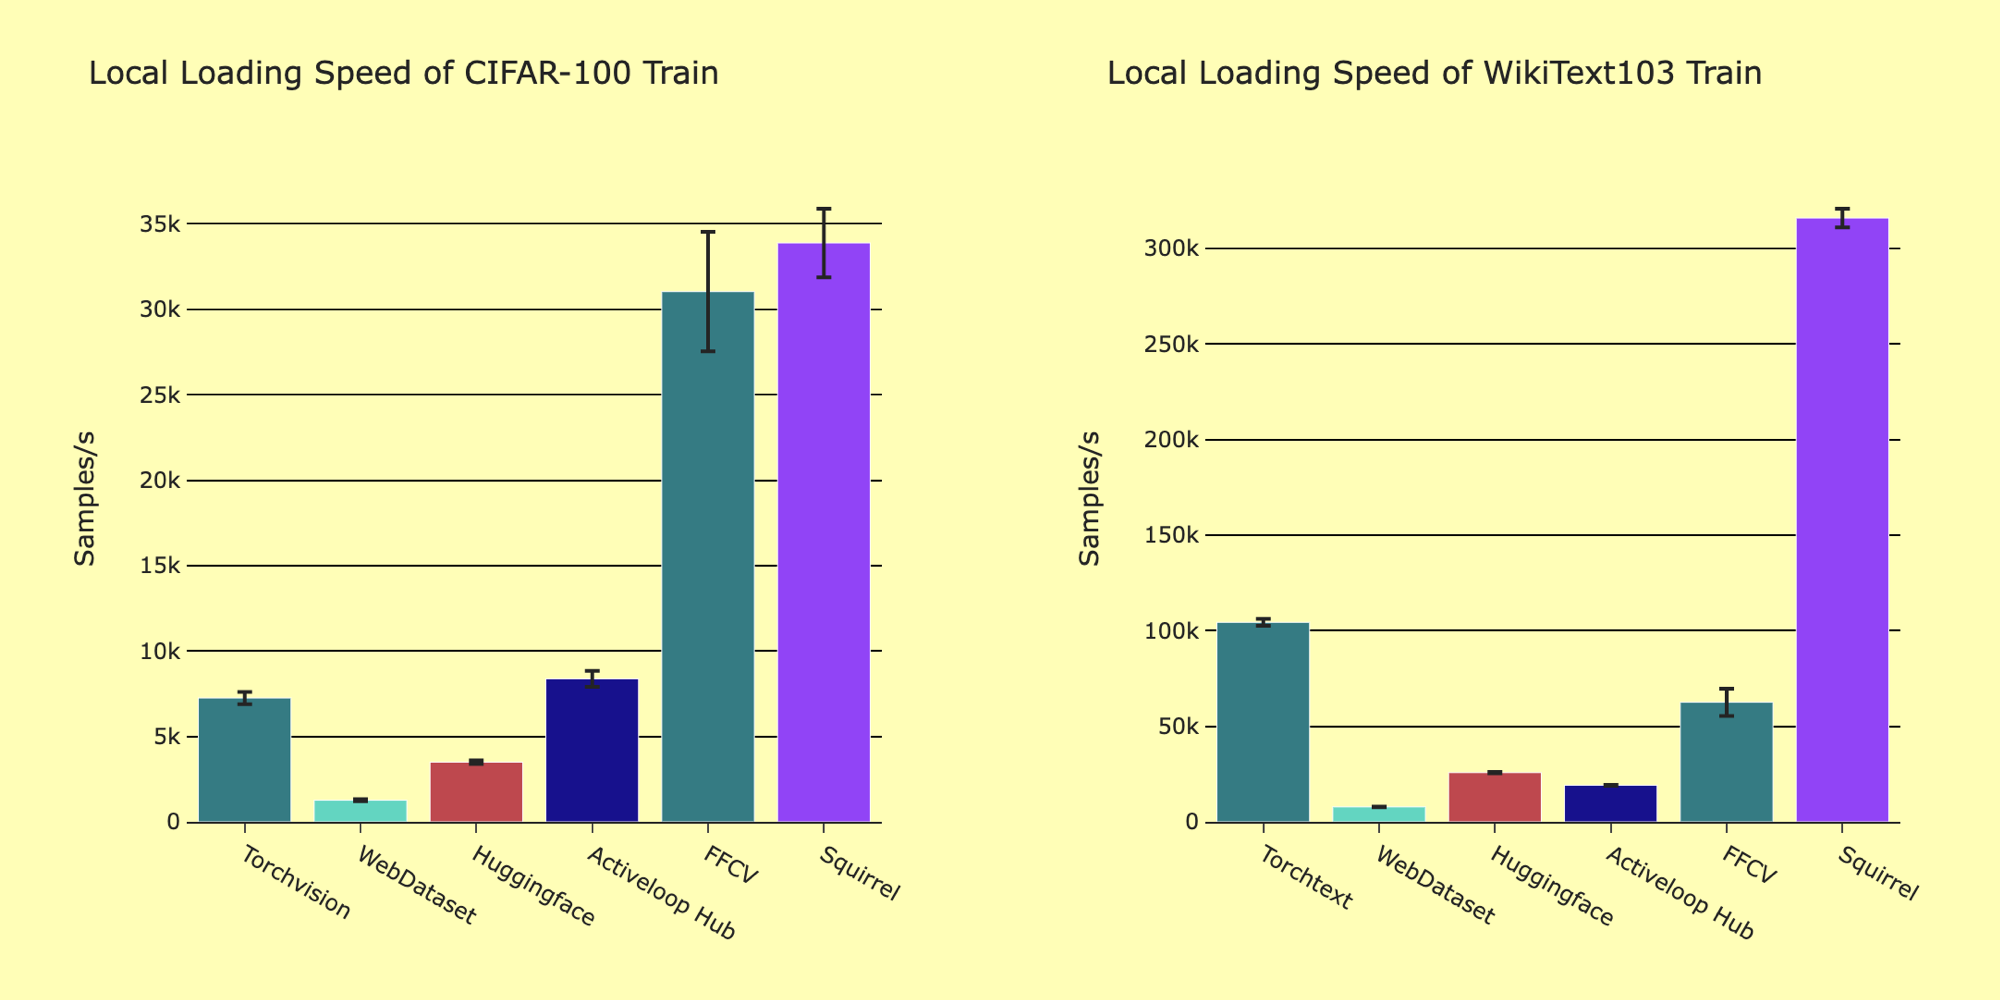 Local Loading Speed of CIFAR-100 Train
Samples/s
35k
30k
25k
20k
15k
10k
5k
0
Torchvision
WebDataset
Huggingface
Activeloop Hub
FFCV
Squirrel
Local Loading Speed of WikiText103 Train
Samples/s
300k
250k
200k
150k
100k
50k
0
Torchtext
WebDataset
Huggingface
Activeloop Hub
FFCV
Squirrel